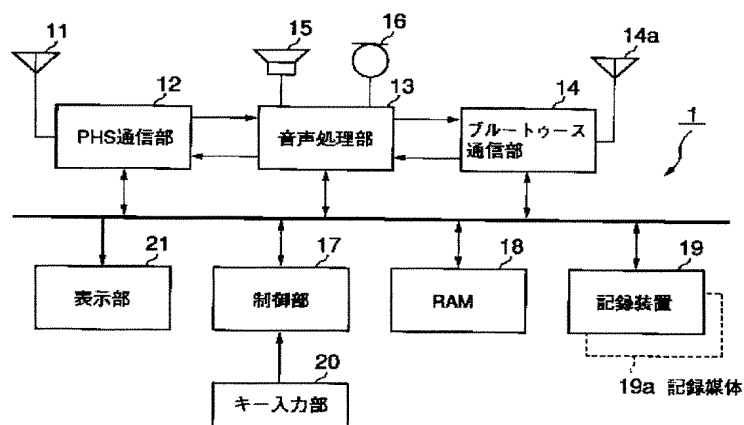 11
15
16
14a
12
13
14
PHS通信部
音声処理部
ブルートゥース
通信部
1
21
17
18
19
表示部
制御部
RAM
記録装置
20
キー入力部
19a 記録媒体